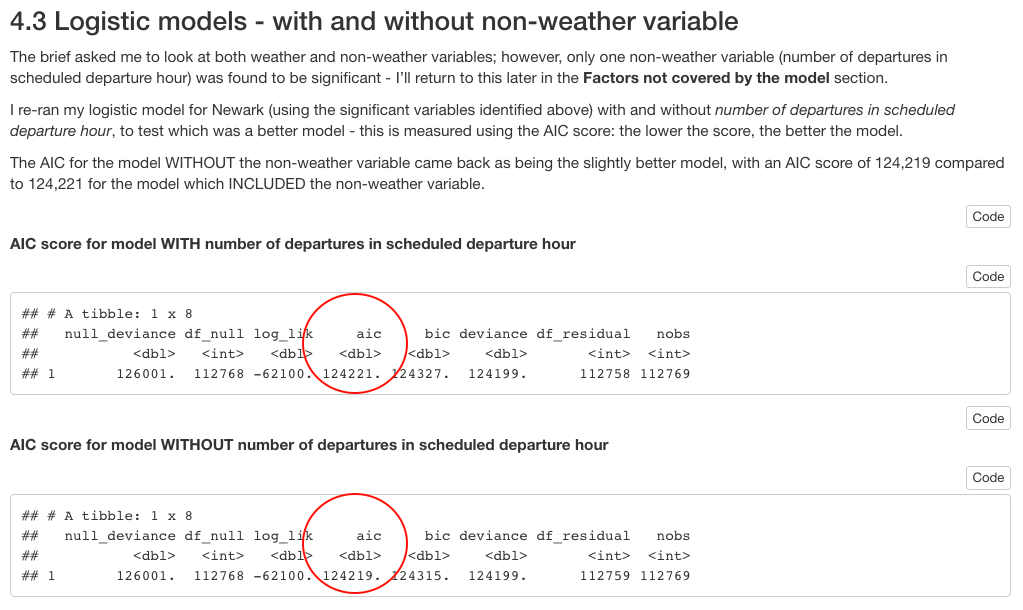 4.3 Logistic models - with and without non-weather variable
The brief asked me to look at both weather and non-weather variables; however, only one non-weather variable (number of departures in
scheduled departure hour) was found to be significant - I'll return to this later in the Factors not covered by the model section.
I re-ran my logistic model for Newark (using the significant variables identified above) with and without number of departures in scheduled
departure hour, to test which was a better model - this is measured using the AIC score: the lower the score, the better the model.
The AIC for the model WITHOUT the non-weather variable came back as being the slightly better model, with an AIC score of 124,219 compared
to 124,221 for the model which INCLUDED the non-weather variable.
Code
AIC score for model WITH number of departures in scheduled departure hour
Code
## # A tibble: 1 x 8
##   null_deviance df_null log_lik     aic     bic deviance df_residual   nobs
##           <dbl>   <int>   <dbl>   <dbl>   <dbl>    <dbl>       <int>  <int>
## 1       126001.  112768 -62100. 124221. 124327.  124199.      112758 112769
Code
AIC score for model WITHOUT number of departures in scheduled departure hour
Code
## # A tibble: 1 x 8
##   null_deviance df_null log_lik     aic     bic deviance df_residual   nobs
##           <dbl>   <int>   <dbl>   <dbl>   <dbl>    <dbl>       <int>  <int>
## 1       126001.  112768 -62100. 124219. 124315.  124199.      112759 112769